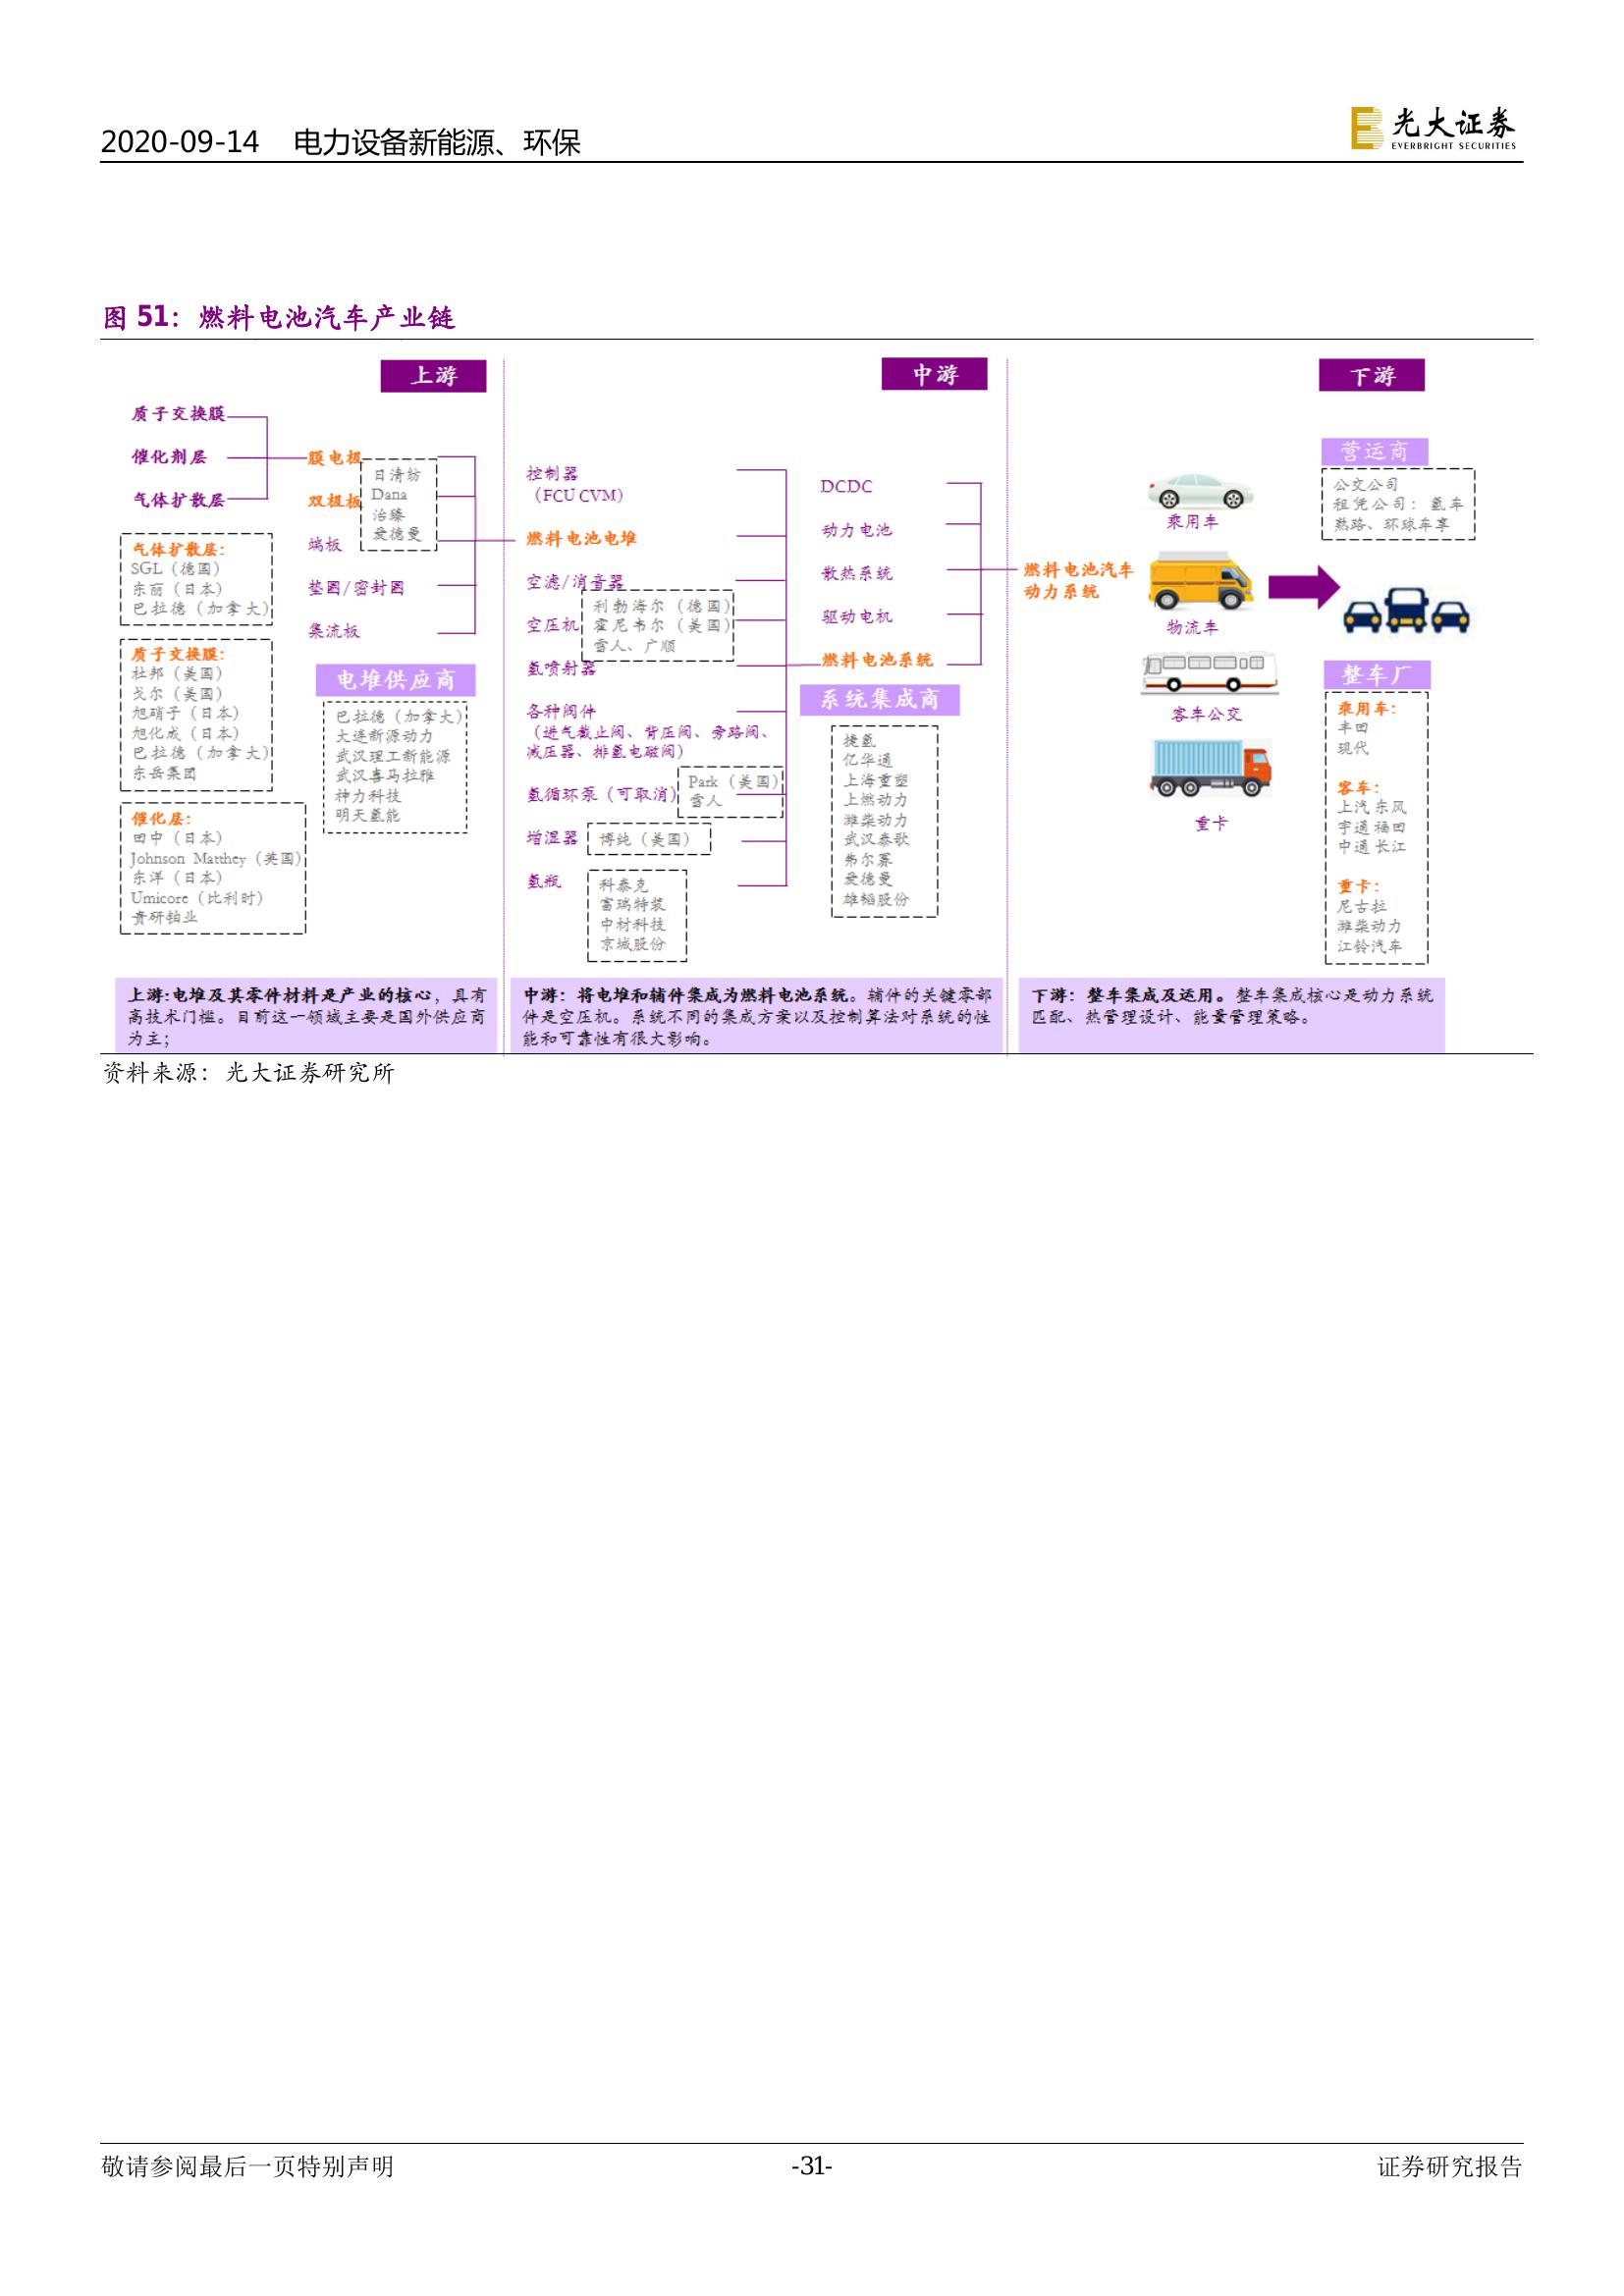 2020-09-14 电力设备新能源、环保
光大证券
EVERBRIGHT SECURITIES
图 51：燃料电池汽车产业链
上游
质子交换膜
催化剂层
气体扩散层
膜电极
双极板
端板
垫圈/密封圈
集流板
日清纺
Dana
治臻
爱德曼
气体扩散层:
SGL（德国）
东丽（日本）
巴拉德（加拿大）
质子交换膜:
杜邦（美国）
戈尔（美国）
旭硝子（日本）
旭化成（日本）
巴拉德（加拿大）
东岳集团
催化层:
田中（日本）
Johnson Matthey（英国）
东洋（日本）
Umicore（比利时）
贵研铂业
电堆供应商
巴拉德（加拿大）
大连新源动力
武汉理工新能源
武汉喜马拉雅
神力科技
明天氢能
上游:电堆及其零件材料是产业的核心，具有
高技术门槛。目前这一领域主要是国外供应商
为主；
中游
控制器
（FCU CVM）
燃料电池电堆
空滤/消音器
空压机
利勃海尔（德国）
霍尼韦尔（美国）
雪人、广顺
氢喷射器
各种阀件
（进气截止阀、背压阀、旁路阀、
减压器、排氢电磁阀）
氢循环泵（可取消）
Park（美国）
雪人
增湿器
博纯（美国）
氢瓶
科泰克
富瑞特装
中材科技
京城股份
DCDC
动力电池
散热系统
驱动电机
燃料电池系统
系统集成商
捷氢
亿华通
上海重塑
上燃动力
潍柴动力
武汉泰歌
弗尔赛
爱德曼
雄韬股份
中游：将电堆和辅件集成为燃料电池系统。辅件的关键零部
件是空压机。系统不同的集成方案以及控制算法对系统的性
能和可靠性有很大影响。
下游
燃料电池汽车
动力系统
乘用车
物流车
客车公交
重卡
营运商
公交公司
租赁公司：氢车
熟路、环球车享
整车厂
乘用车:
丰田
现代
客车:
上汽 东风
宇通 福田
中通 长江
重卡:
尼古拉
潍柴动力
江铃汽车
下游：整车集成及运用。整车集成核心是动力系统
匹配、热管理设计、能量管理策略。
资料来源：光大证券研究所
敬请参阅最后一页特别声明
-31-
证券研究报告